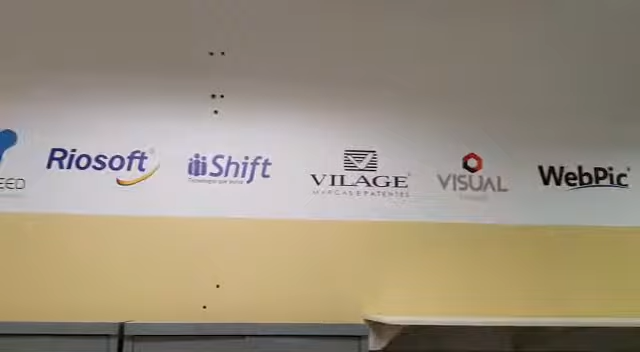 EED
Riosoft
Shift
VILAGE
MARCAS E PATENTES
VISUAL
WebPic